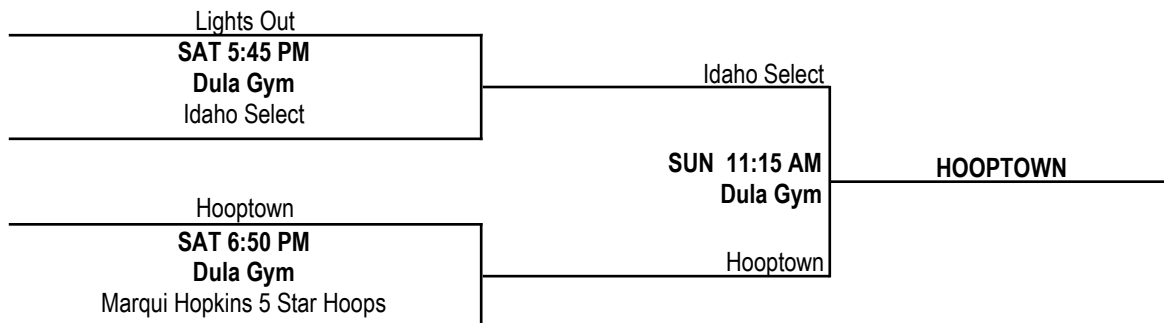 Lights Out
SAT 5:45 PM
Dula Gym
Idaho Select
Idaho Select
SUN 11:15 AM
Dula Gym
HOOPTOWN
Hooptown
SAT 6:50 PM
Dula Gym
Marqui Hopkins 5 Star Hoops
Hooptown